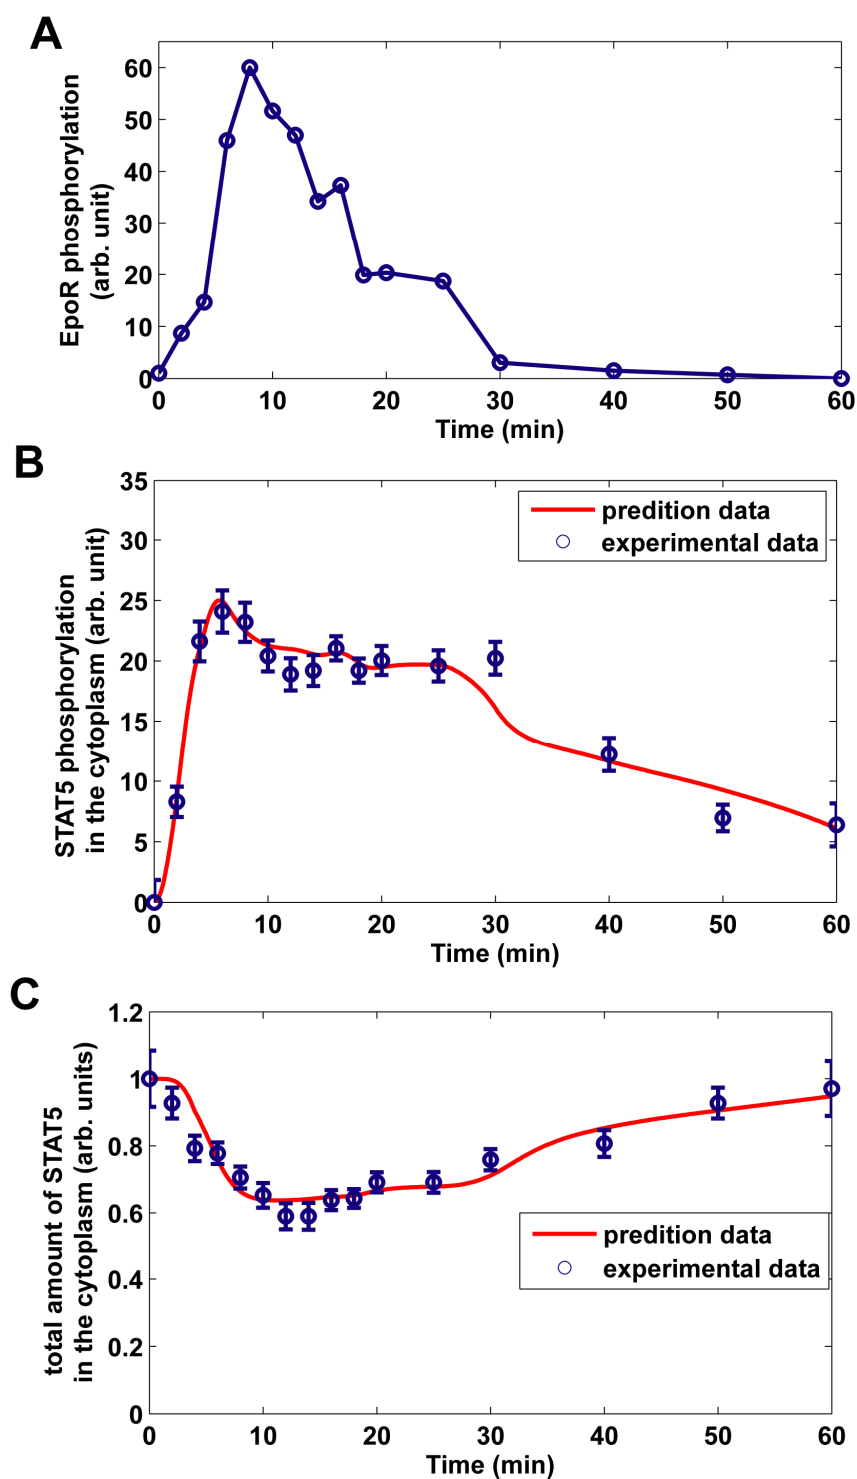 A
EpoR phosphorylation
(arb. unit)
60
50
40
30
20
10
0
0 10 20 30 40 50 60
Time (min)
B
STAT5 phosphorylation
in the cytoplasm (arb. unit)
35
30
25
20
15
10
5
0
predition data
experimental data
0 10 20 30 40 50 60
Time (min)
C
total amount of STAT5
in the cytoplasm (arb. units)
1.2
1
0.8
0.6
0.4
0.2
0
predition data
experimental data
0 10 20 30 40 50 60
Time (min)